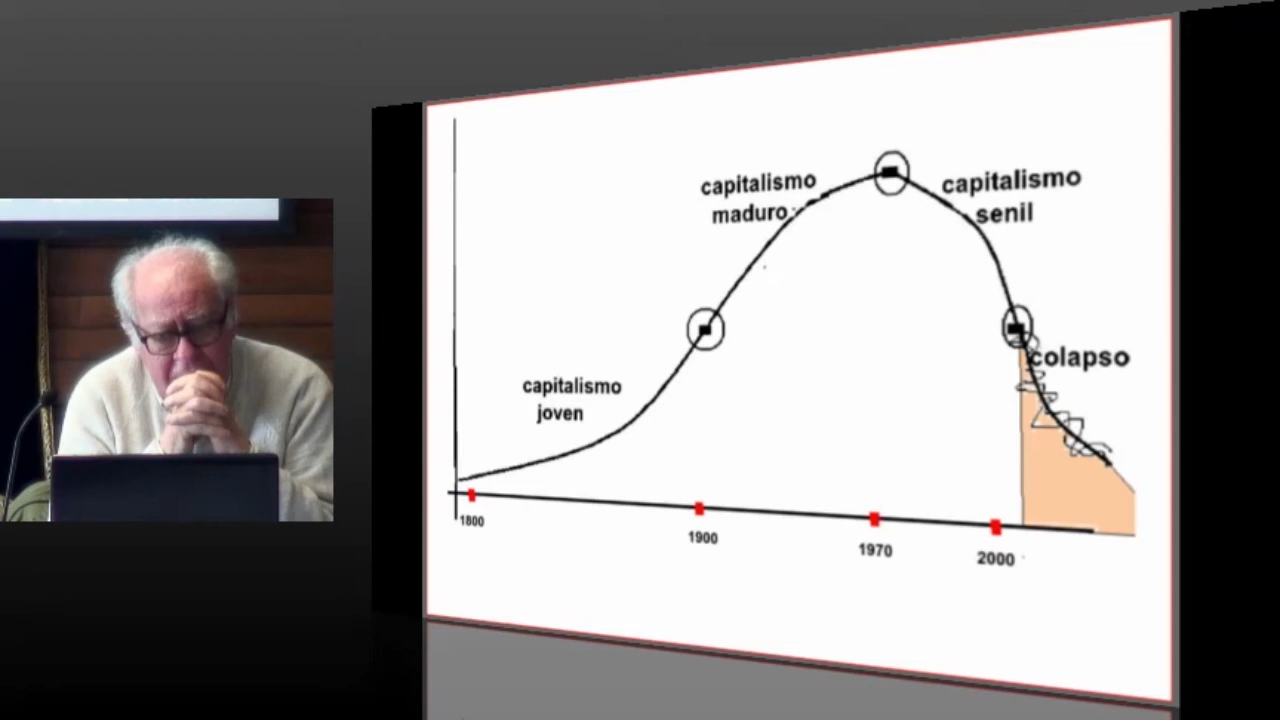 capitalismo
maduro
capitalismo
senil
colapso
capitalismo
joven
1800
1900
1970
2000